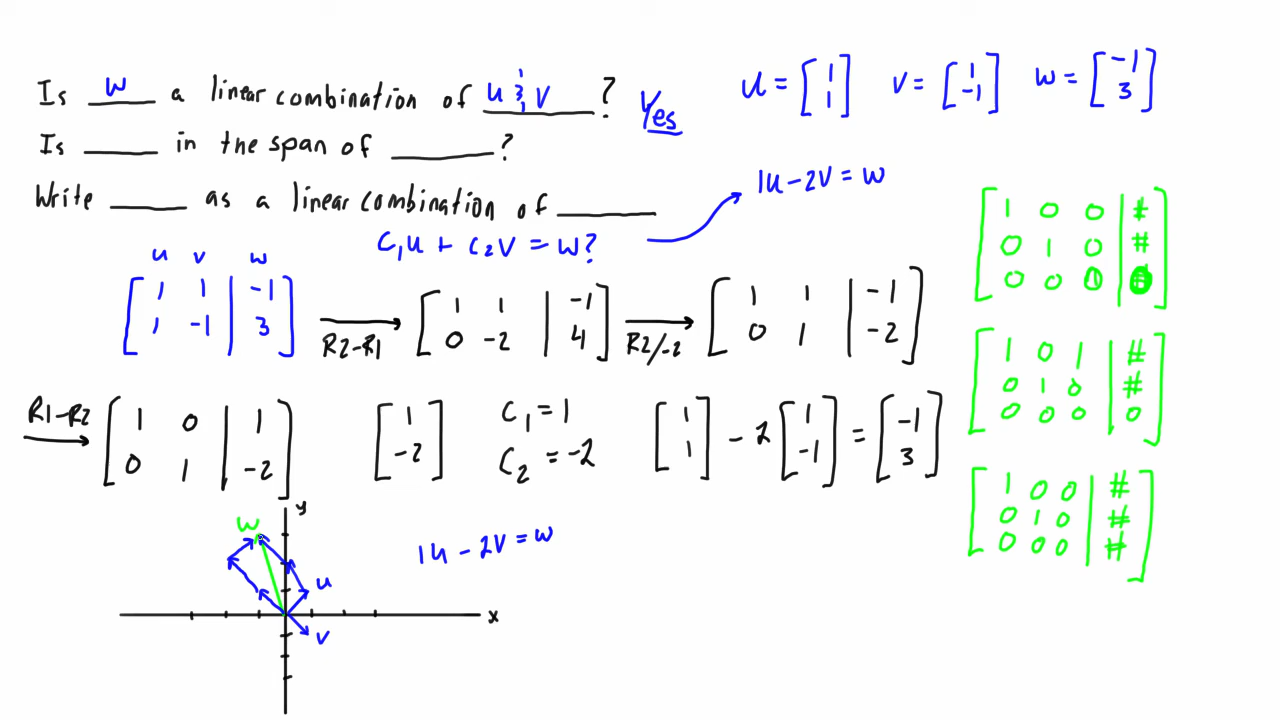 Is w a linear combination of u & v ? Yes
u = [1 1] v = [1 -1] w = [-1 3]
Is ____ in the span of ____?
Write ____ as a linear combination of ____
1u - 2v = w
C₁u + C₂v = w?
u v w
[1 1 | -1
1 -1 | 3]
R2-R1
[1 1 | -1
0 -2 | 4]
R2/-2
[1 1 | -1
0 1 | -2]
R1-R2
[1 0 | 1
0 1 | -2]
[1 -2]
C₁ = 1
C₂ = -2
[1 1] - 2 [1 -1] = [-1 3]
[1 0 0 | #
0 1 0 | #
0 0 | ]
[1 0 1 | #
0 1 0 | #
0 0 0 | 0]
[1 0 0 | #
0 1 0 | #
0 0 0 | #]
y
w
1u - 2v = w
u
x
v